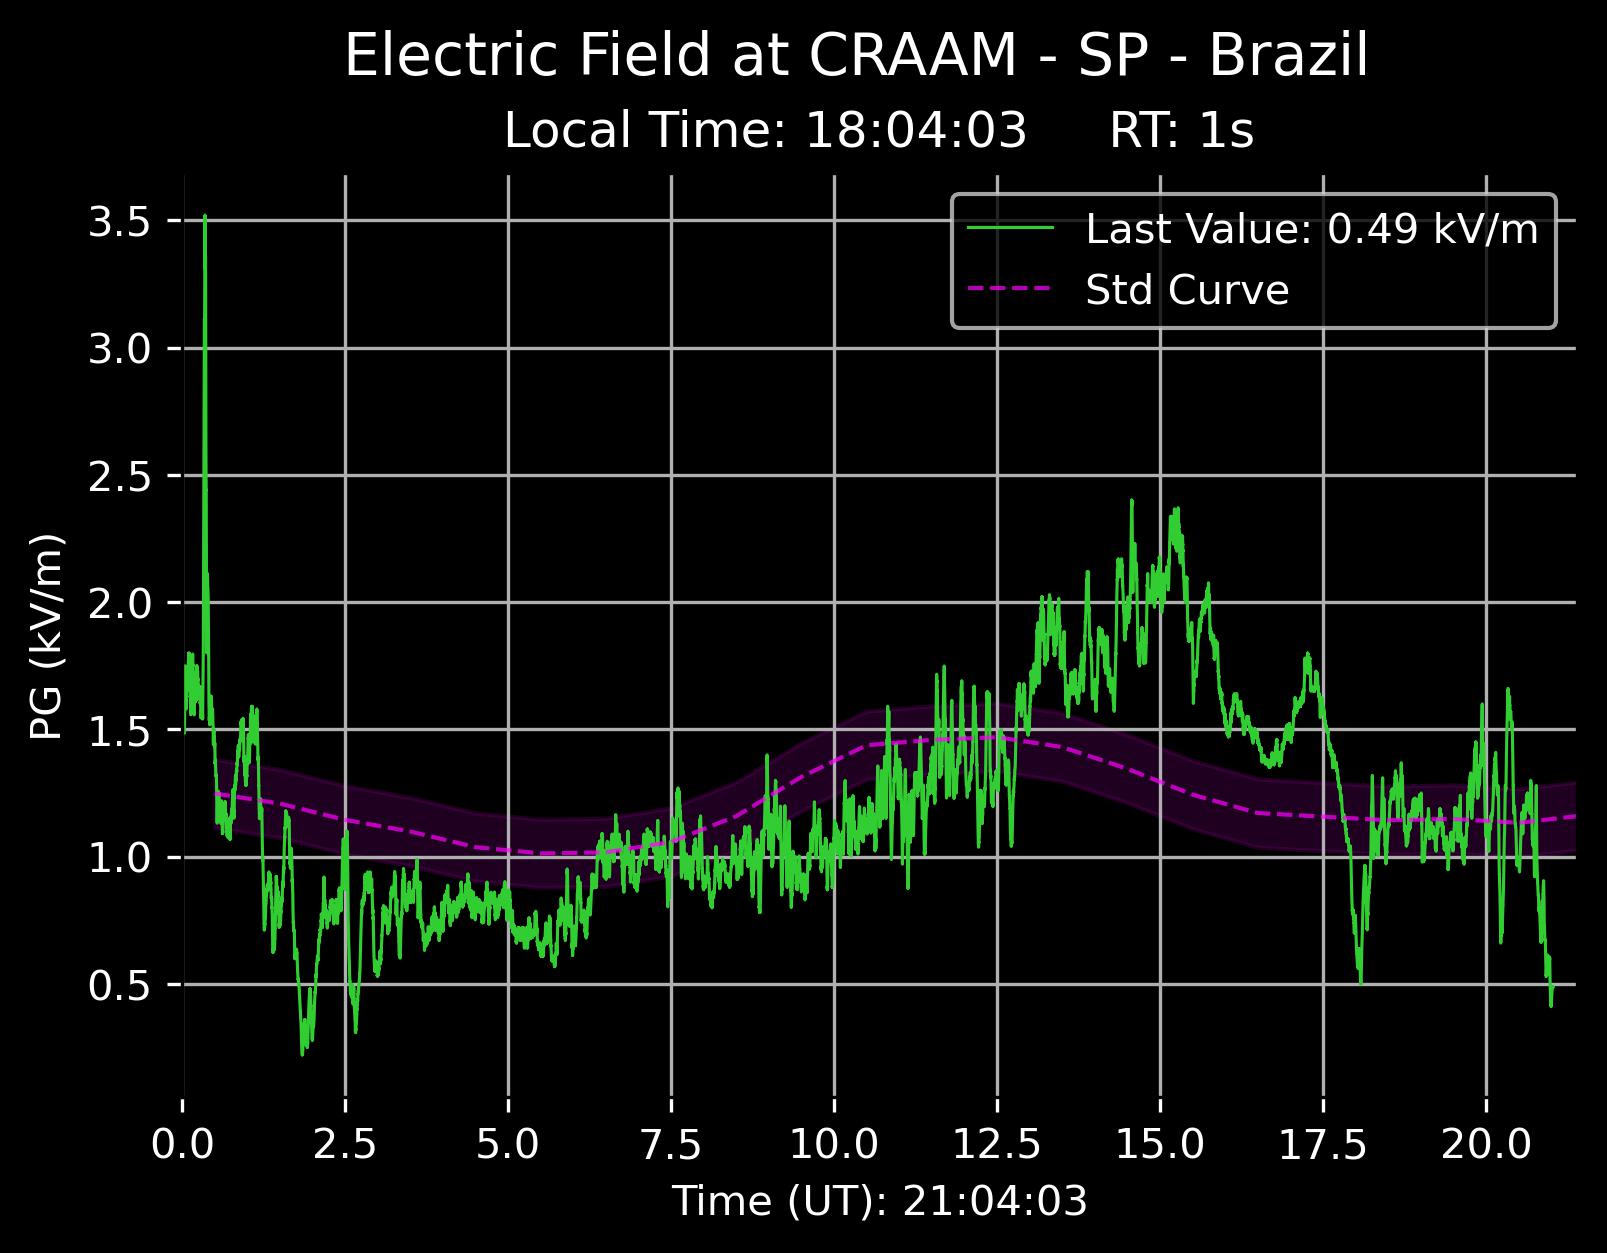 Electric Field at CRAAM - SP - Brazil
Local Time: 18:04:03 RT: 1s
Last Value: 0.49 kV/m
Std Curve
PG (kV/m)
3.5
3.0
2.5
2.0
1.5
1.0
0.5
0.0 2.5 5.0 7.5 10.0 12.5 15.0 17.5 20.0
Time (UT): 21:04:03